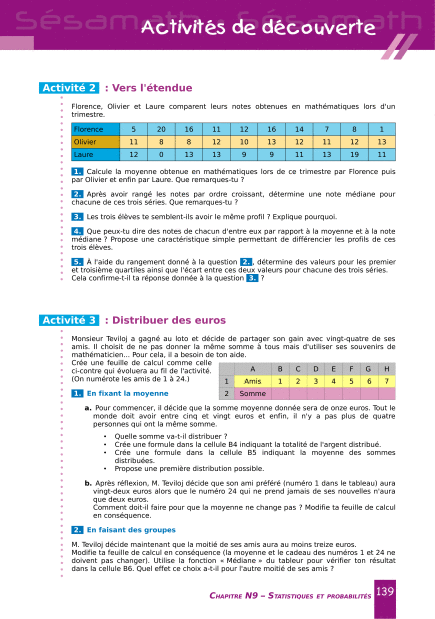 Sésamath Sésamath
Activités de découverte
Activité 2 : Vers l'étendue
Florence, Olivier et Laure comparent leurs notes obtenues en mathématiques lors d'un
trimestre.
Florence 5 20 16 11 12 16 14 7 8 1
Olivier 11 8 8 12 10 13 12 11 12 13
Laure 12 0 13 13 9 9 11 13 19 11
1. Calcule la moyenne obtenue en mathématiques lors de ce trimestre par Florence puis
par Olivier et enfin par Laure. Que remarques-tu ?
2. Après avoir rangé les notes par ordre croissant, détermine une note médiane pour
chacune de ces trois séries. Que remarques-tu ?
3. Les trois élèves te semblent-ils avoir le même profil ? Explique pourquoi.
4. Que peux-tu dire des notes de chacun d'entre eux par rapport à la moyenne et à la note
médiane ? Propose une caractéristique simple permettant de différencier les profils de ces
trois élèves.
5. À l'aide du rangement donné à la question 2., détermine des valeurs pour les premier
et troisième quartiles ainsi que l'écart entre ces deux valeurs pour chacune des trois séries.
Cela confirme-t-il ta réponse donnée à la question 3. ?
Activité 3 : Distribuer des euros
Monsieur Teviloj a gagné au loto et décide de partager son gain avec vingt-quatre de ses
amis. Il choisit de ne pas donner la même somme à tous mais d'utiliser ses souvenirs de
mathématicien... Pour cela, il a besoin de ton aide.
Crée une feuille de calcul comme celle
ci-contre qui évoluera au fil de l'activité.
(On numérote les amis de 1 à 24.)
A B C D E F G H
1 Amis 1 2 3 4 5 6 7
2 Somme
1. En fixant la moyenne
a. Pour commencer, il décide que la somme moyenne donnée sera de onze euros. Tout le
monde doit avoir entre cinq et vingt euros et enfin, il n'y a pas plus de quatre
personnes qui ont la même somme.
• Quelle somme va-t-il distribuer ?
• Crée une formule dans la cellule B4 indiquant la totalité de l'argent distribué.
• Crée une formule dans la cellule B5 indiquant la moyenne des sommes
distribuées.
• Propose une première distribution possible.
b. Après réflexion, M. Teviloj décide que son ami préféré (numéro 1 dans le tableau) aura
vingt-deux euros alors que le numéro 24 qui ne prend jamais de ses nouvelles n'aura
que deux euros.
Comment doit-il faire pour que la moyenne ne change pas ? Modifie ta feuille de calcul
en conséquence.
2. En faisant des groupes
M. Teviloj décide maintenant que la moitié de ses amis aura au moins treize euros.
Modifie ta feuille de calcul en conséquence (la moyenne et le cadeau des numéros 1 et 24 ne
doivent pas changer). Utilise la fonction « Médiane » du tableur pour vérifier ton résultat
dans la cellule B6. Quel effet ce choix a-t-il pour l'autre moitié de ses amis ?
Chapitre N9 – Statistiques et probabilités 139